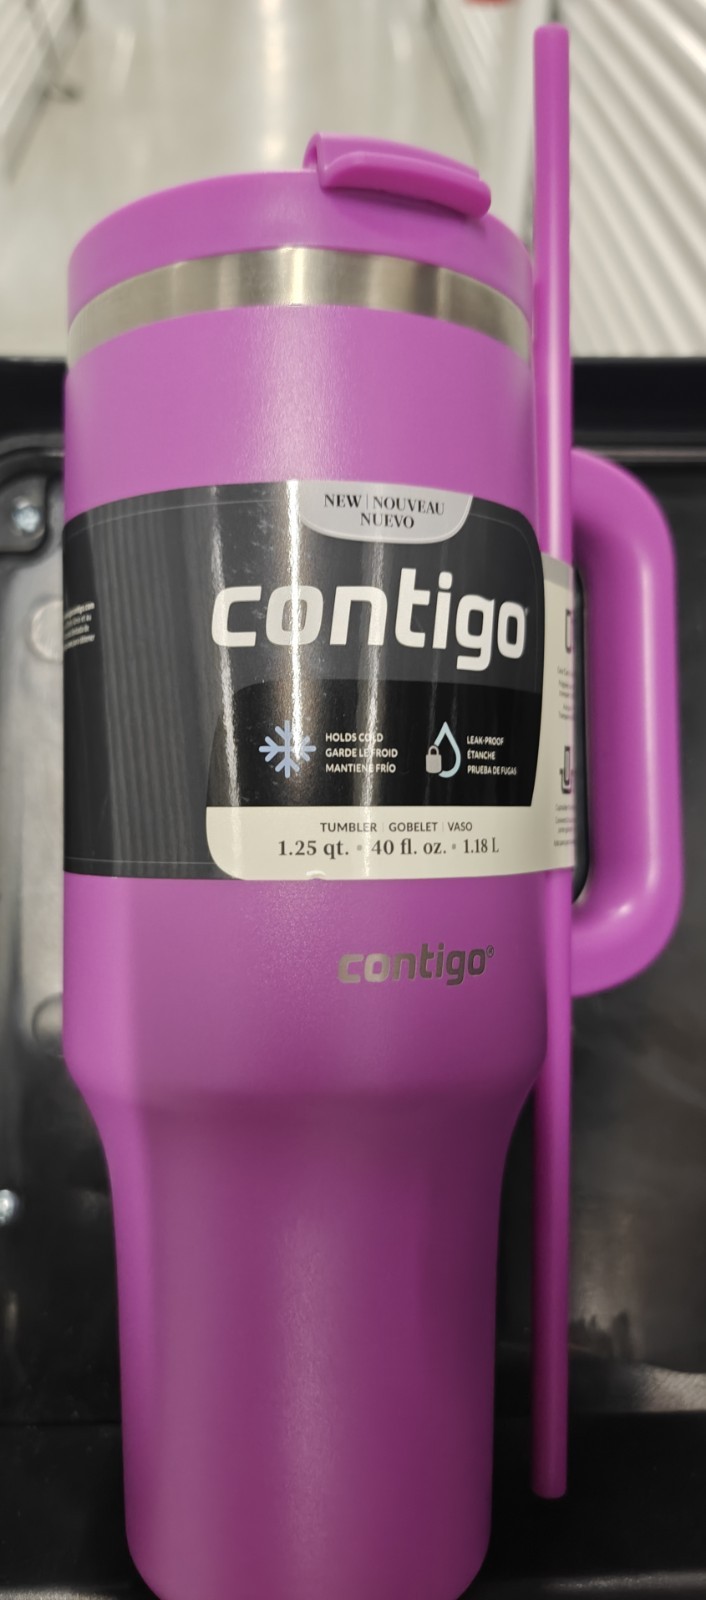 NEW | NOUVEAU
NUEVO
contigo
HOLDS COLD
GARDE LE FROID
MANTIENE FRÍO
LEAK-PROOF
ÉTANCHE
PRUEBA DE FUGAS
TUMBLER | GOBELET | VASO
1.25 qt. • 40 fl. oz. • 1.18 L
contigo®